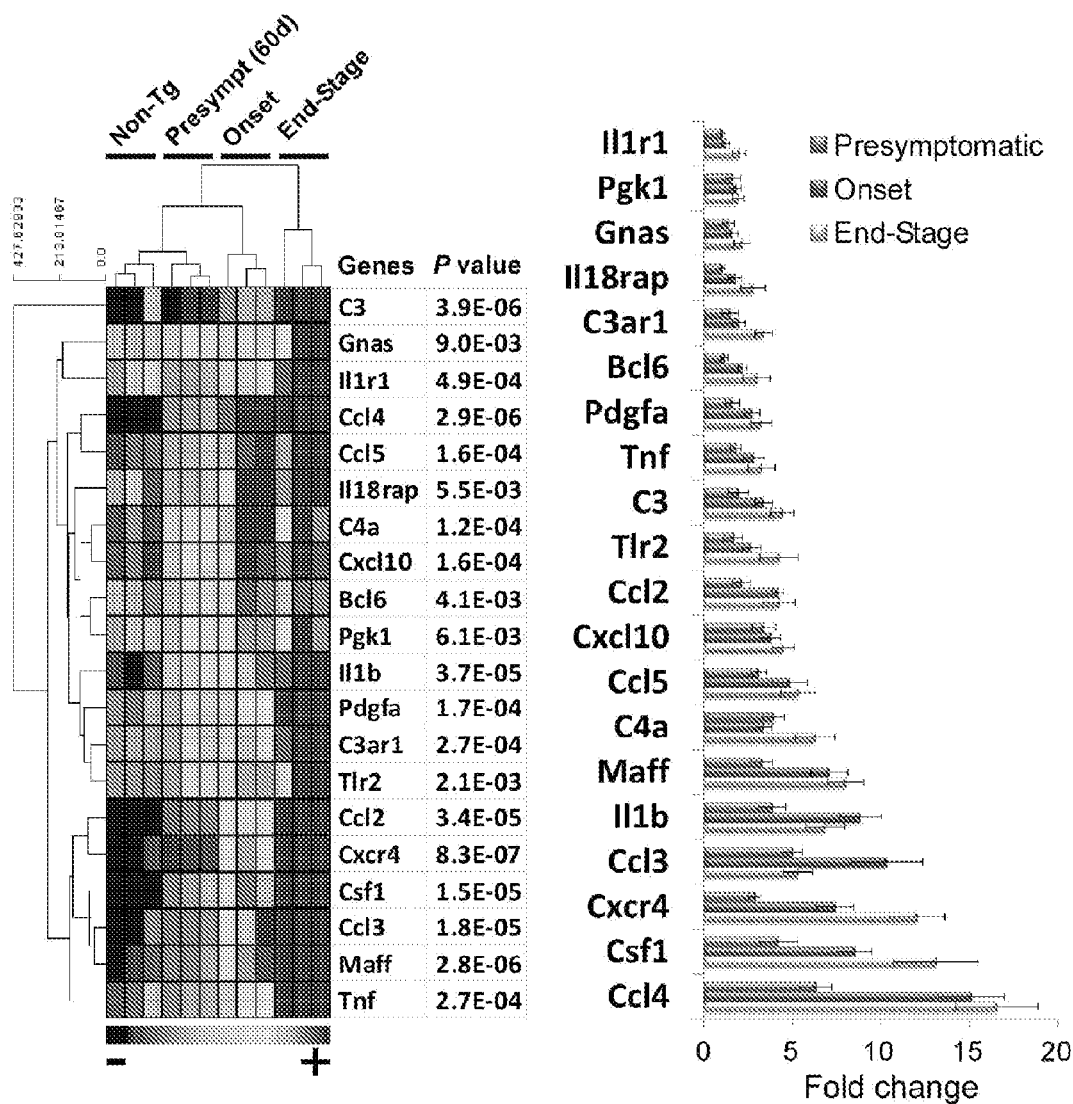 Non-Tg
Presympt (60d)
Onset
End-Stage
427.62933
213.81467
0.0
Genes P value
C3 3.9E-06
Gnas 9.0E-03
Il1r1 4.9E-04
Ccl4 2.9E-06
Ccl5 1.6E-04
Il18rap 5.5E-03
C4a 1.2E-04
Cxcl10 1.6E-04
Bcl6 4.1E-03
Pgk1 6.1E-03
Il1b 3.7E-05
Pdgfa 1.7E-04
C3ar1 2.7E-04
Tlr2 2.1E-03
Ccl2 3.4E-05
Cxcr4 8.3E-07
Csf1 1.5E-05
Ccl3 1.8E-05
Maff 2.8E-06
Tnf 2.7E-04
− +
Il1r1
Pgk1
Gnas
Il18rap
C3ar1
Bcl6
Pdgfa
Tnf
C3
Tlr2
Ccl2
Cxcl10
Ccl5
C4a
Maff
Il1b
Ccl3
Cxcr4
Csf1
Ccl4
Presymptomatic
Onset
End-Stage
0 5 10 15 20
Fold change